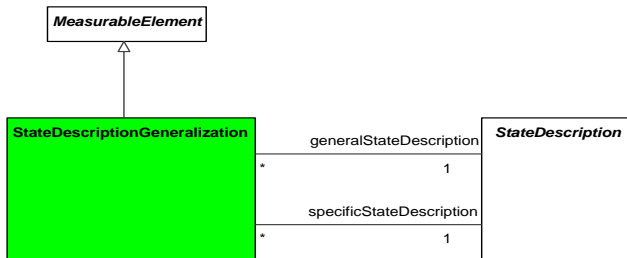 MeasurableElement
StateDescriptionGeneralization
StateDescription
generalStateDescription
* 1
specificStateDescription
* 1